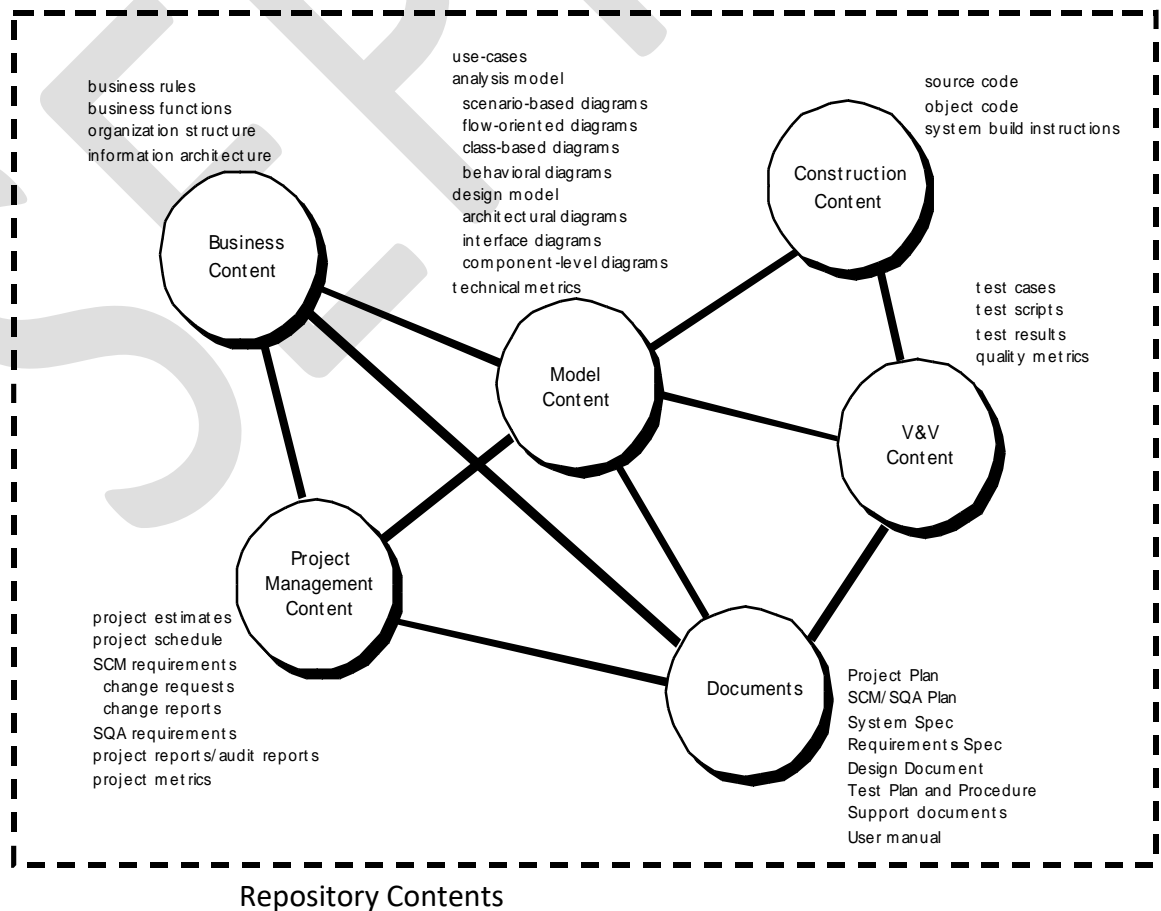 business rules
business functions
organization structure
information architecture
Business
Content
use-cases
analysis model
scenario-based diagrams
flow-oriented diagrams
class-based diagrams
behavioral diagrams
design model
architectural diagrams
interface diagrams
component-level diagrams
technical metrics
Model
Content
source code
object code
system build instructions
Construction
Content
test cases
test scripts
test results
quality metrics
V&V
Content
Project
Management
Content
project estimates
project schedule
SCM requirements
change requests
change reports
SQA requirements
project reports/audit reports
project metrics
Documents
Project Plan
SCM/SQA Plan
System Spec
Requirements Spec
Design Document
Test Plan and Procedure
Support documents
User manual
Repository Contents